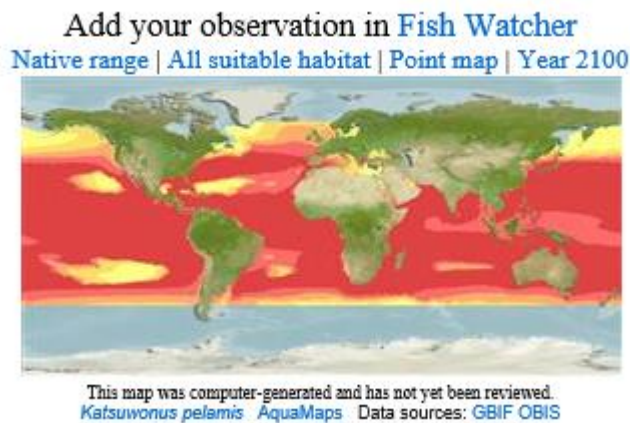 Add your observation in Fish Watcher
Native range | All suitable habitat | Point map | Year 2100
This map was computer-generated and has not yet been reviewed.
Katsuwonus pelamis AquaMaps Data sources: GBIF OBIS